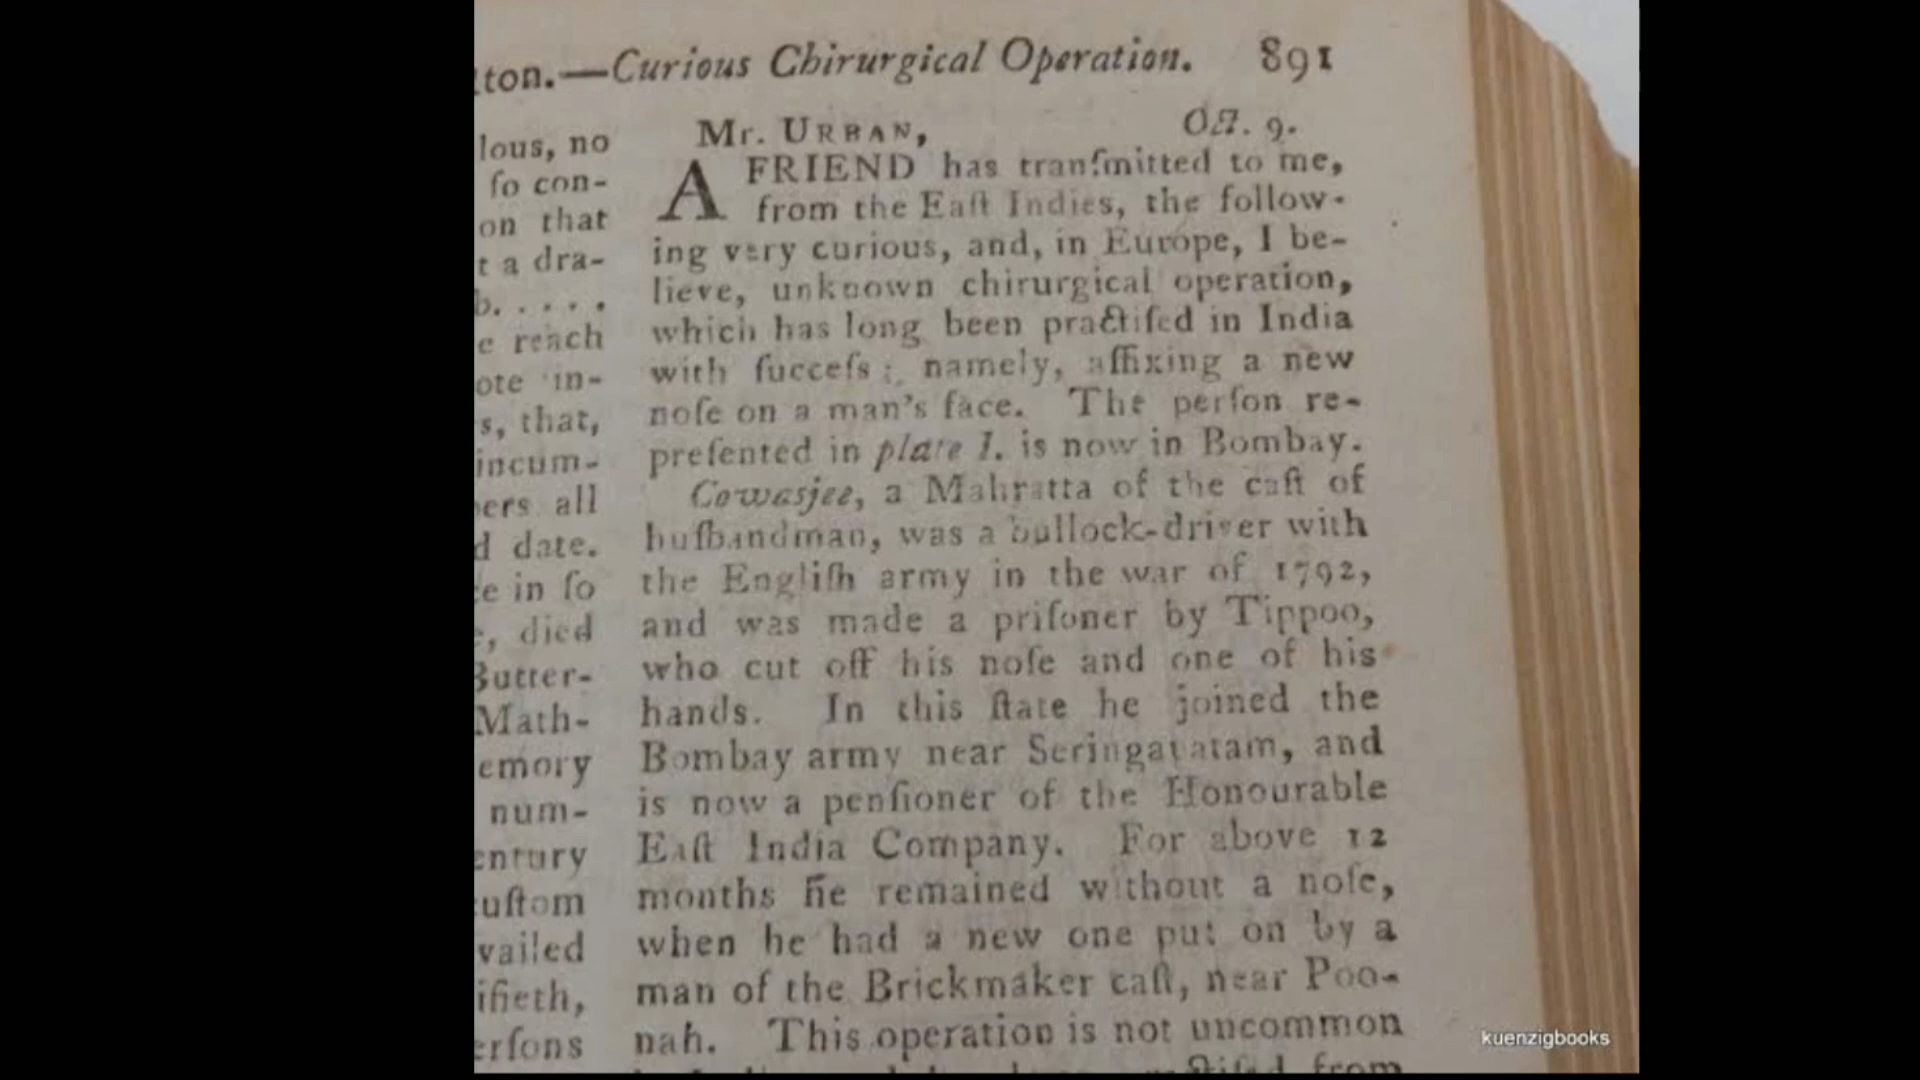 ton.—Curious Chirurgical Operation. 891
lous, no
ſo con-
on that
t a dra-
b. . . . .
e reach
ote in-
s, that,
incum-
bers all
d date.
ce in ſo
e, died
Butter-
Math-
emory
num-
entury
cuſtom
vailed
ifieth,
erſons
Mr. URBAN, Oct. 9.
A FRIEND has tranſmitted to me,
from the Eaſt Indies, the follow-
ing very curious, and, in Europe, I be-
lieve, unknown chirurgical operation,
which has long been practiſed in India
with ſucceſs; namely, affixing a new
noſe on a man's face. The perſon re-
preſented in plate I. is now in Bombay.
Cowasjee, a Mahratta of the caſt of
huſbandman, was a bullock-driver with
the Engliſh army in the war of 1792,
and was made a priſoner by Tippoo,
who cut off his noſe and one of his
hands. In this ſtate he joined the
Bombay army near Seringapatam, and
is now a penſioner of the Honourable
Eaſt India Company. For above 12
months he remained without a noſe,
when he had a new one put on by a
man of the Brickmaker caſt, near Poo-
nah. This operation is not uncommon
from
kuenzigbooks